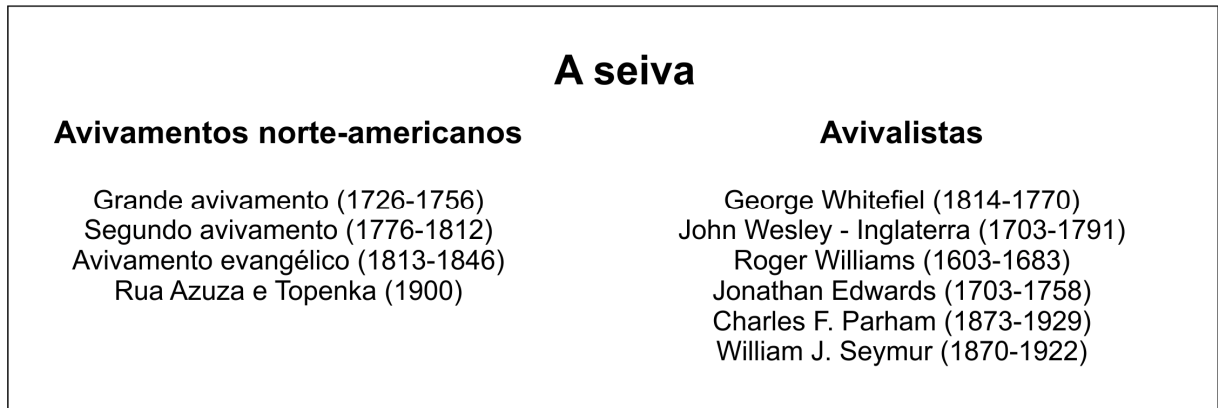 A seiva
Avivamentos norte-americanos
Grande avivamento (1726-1756)
Segundo avivamento (1776-1812)
Avivamento evangélico (1813-1846)
Rua Azuza e Topenka (1900)
Avivalistas
George Whitefiel (1814-1770)
John Wesley - Inglaterra (1703-1791)
Roger Williams (1603-1683)
Jonathan Edwards (1703-1758)
Charles F. Parham (1873-1929)
William J. Seymur (1870-1922)